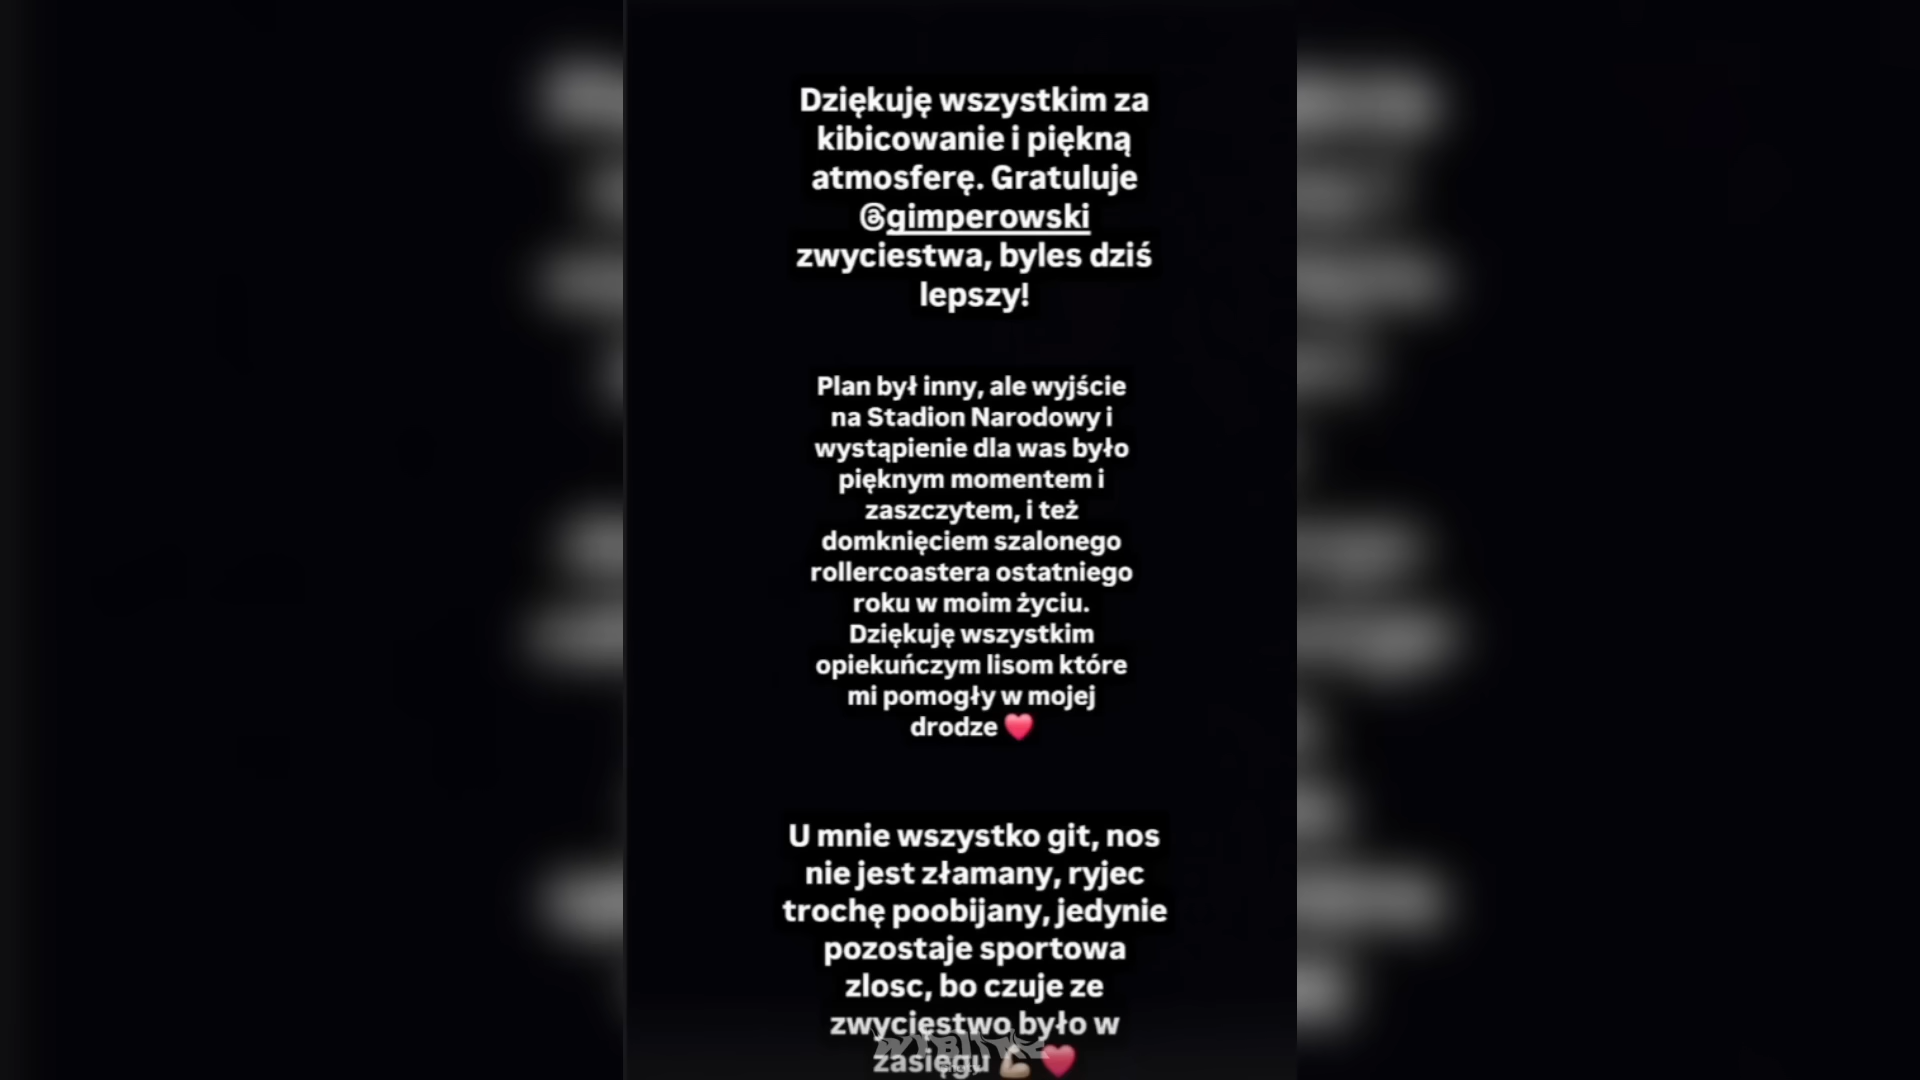 Dziękuję wszystkim za
kibicowanie i piękną
atmosferę. Gratuluje
@gimperowski
zwyciestwa, byles dziś
lepszy!
Plan był inny, ale wyjście
na Stadion Narodowy i
wystąpienie dla was było
pięknym momentem i
zaszczytem, i też
domknięciem szalonego
rollercoastera ostatniego
roku w moim życiu.
Dziękuję wszystkim
opiekuńczym lisom które
mi pomogły w mojej
drodze ❤️
U mnie wszystko git, nos
nie jest złamany, ryjec
trochę poobijany, jedynie
pozostaje sportowa
zlosc, bo czuje ze
zwycięstwo było w
zasięgu 💪🏼❤️